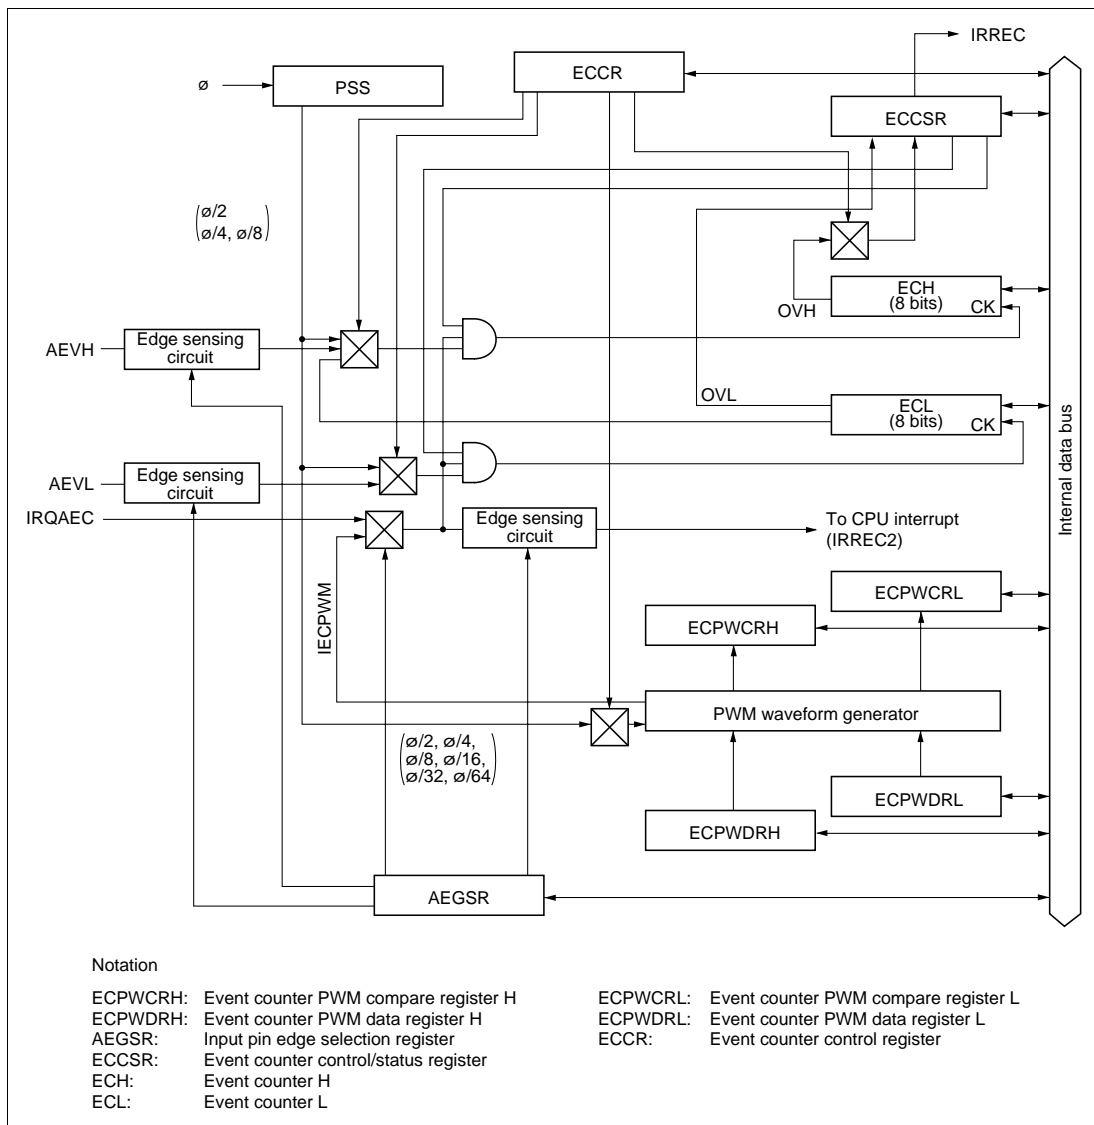 IRREC
ø
PSS
ECCR
ECCSR
ø/2
ø/4, ø/8
ECH
(8 bits)
OVH
CK
AEVH
Edge sensing
circuit
OVL
ECL
(8 bits)
CK
AEVL
Edge sensing
circuit
IRQAEC
Edge sensing
circuit
To CPU interrupt
(IRREC2)
Internal data bus
IECPWM
ECPWCRL
ECPWCRH
PWM waveform generator
ø/2, ø/4,
ø/8, ø/16,
ø/32, ø/64
ECPWDRL
ECPWDRH
AEGSR
Notation
ECPWCRH: Event counter PWM compare register H
ECPWDRH: Event counter PWM data register H
AEGSR: Input pin edge selection register
ECCSR: Event counter control/status register
ECH: Event counter H
ECL: Event counter L
ECPWCRL: Event counter PWM compare register L
ECPWDRL: Event counter PWM data register L
ECCR: Event counter control register